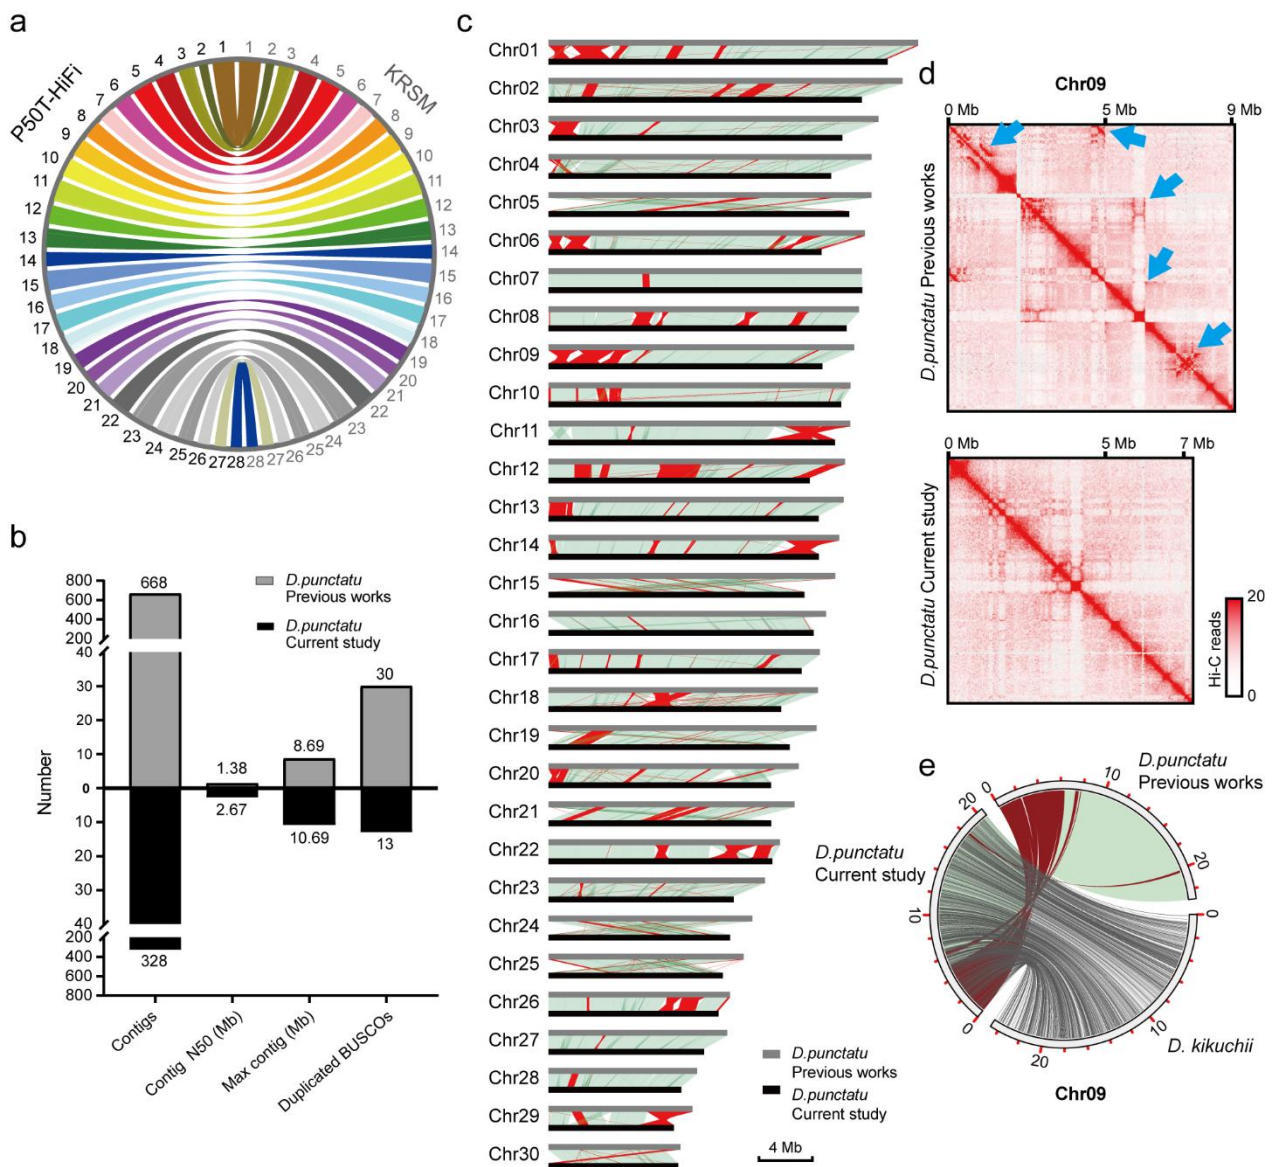 a
P50T-HiFi
KRSM
1
2
3
4
5
6
7
8
9
10
11
12
13
14
15
16
17
18
19
20
21
22
23
24
25
26
27
28
1
2
3
4
5
6
7
8
9
10
11
12
13
14
15
16
17
18
19
20
21
22
23
24
25
26
27
28
b
Number
800
600
400
200
40
30
20
10
0
10
20
30
40
200
400
600
800
668
1.38
8.69
30
328
2.67
10.69
13
D.punctatu
Previous works
D.punctatu
Current study
Contigs
Contig N50 (Mb)
Max contig (Mb)
Duplicated BUSCOs
c
Chr01
Chr02
Chr03
Chr04
Chr05
Chr06
Chr07
Chr08
Chr09
Chr10
Chr11
Chr12
Chr13
Chr14
Chr15
Chr16
Chr17
Chr18
Chr19
Chr20
Chr21
Chr22
Chr23
Chr24
Chr25
Chr26
Chr27
Chr28
Chr29
Chr30
D.punctatu
Previous works
D.punctatu
Current study
4 Mb
d
Chr09
0 Mb 5 Mb 9 Mb
D.punctatu Previous works
0 Mb 5 Mb 7 Mb
D.punctatu Current study
Hi-C reads
20
0
e
D.punctatu
Previous works
D.punctatu
Current study
D. kikuchii
0
10
20
0
10
20
0
10
20
Chr09